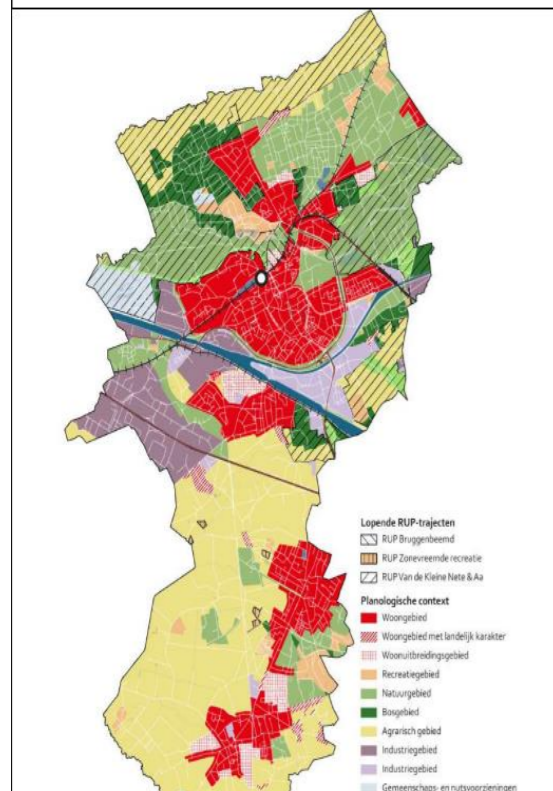 Lopende RUP-trajecten
RUP Bruggenbeemd
RUP Zonevreemde recreatie
RUP Van de Kleine Nete & Aa
Planologische context
Woongebied
Woongebied met landelijk karakter
Woonuitbreidingsgebied
Recreatiegebied
Natuurgebied
Bosgebied
Agrarisch gebied
Industriegebied
Industriegebied
Gemeenschaps- en nutsvoorzieningen